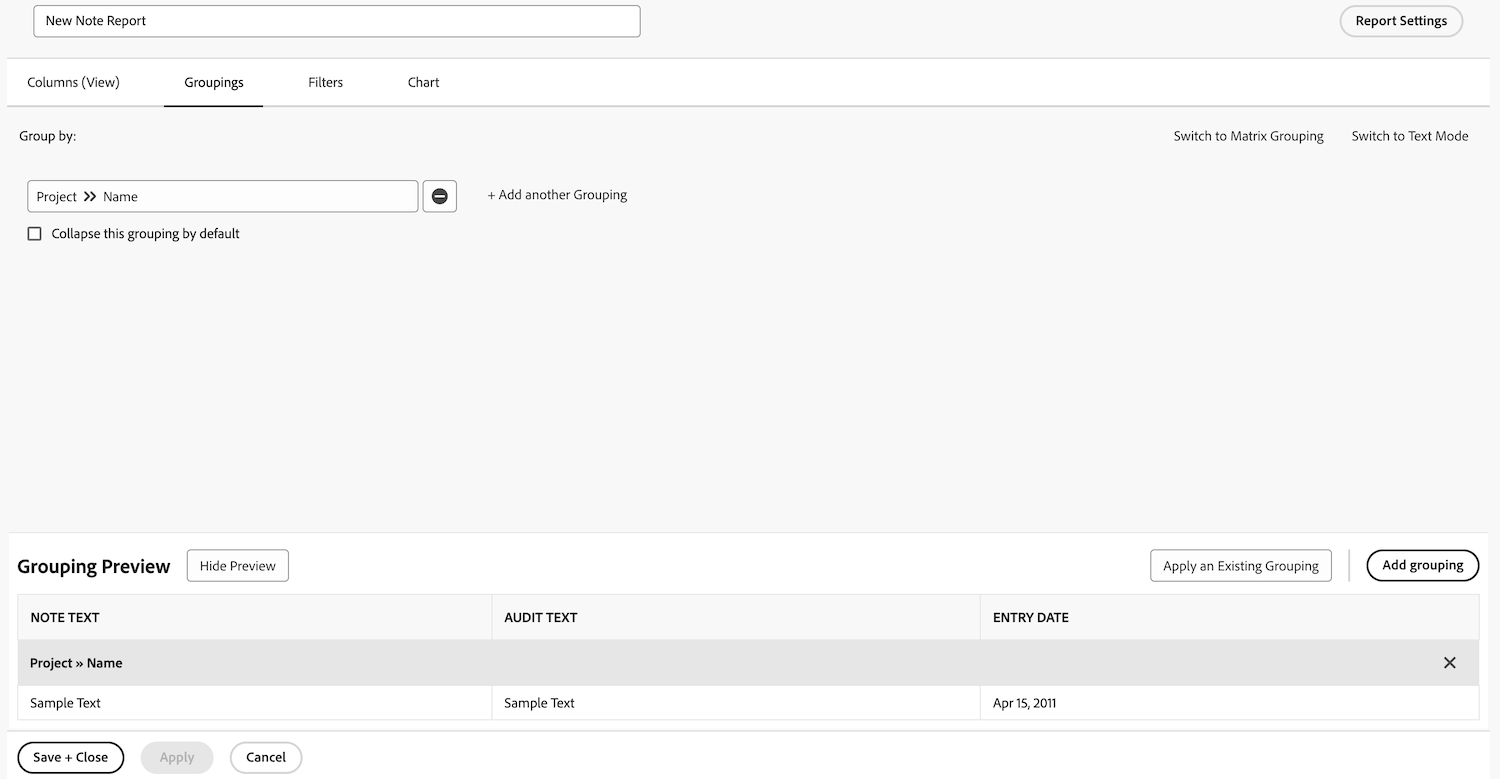 New Note Report
Report Settings
Columns (View) Groupings Filters Chart
Group by: Switch to Matrix Grouping Switch to Text Mode
Project » Name + Add another Grouping
Collapse this grouping by default
Grouping Preview Hide Preview Apply an Existing Grouping Add grouping
NOTE TEXT AUDIT TEXT ENTRY DATE
Project » Name
Sample Text Sample Text Apr 15, 2011
Save + Close Apply Cancel